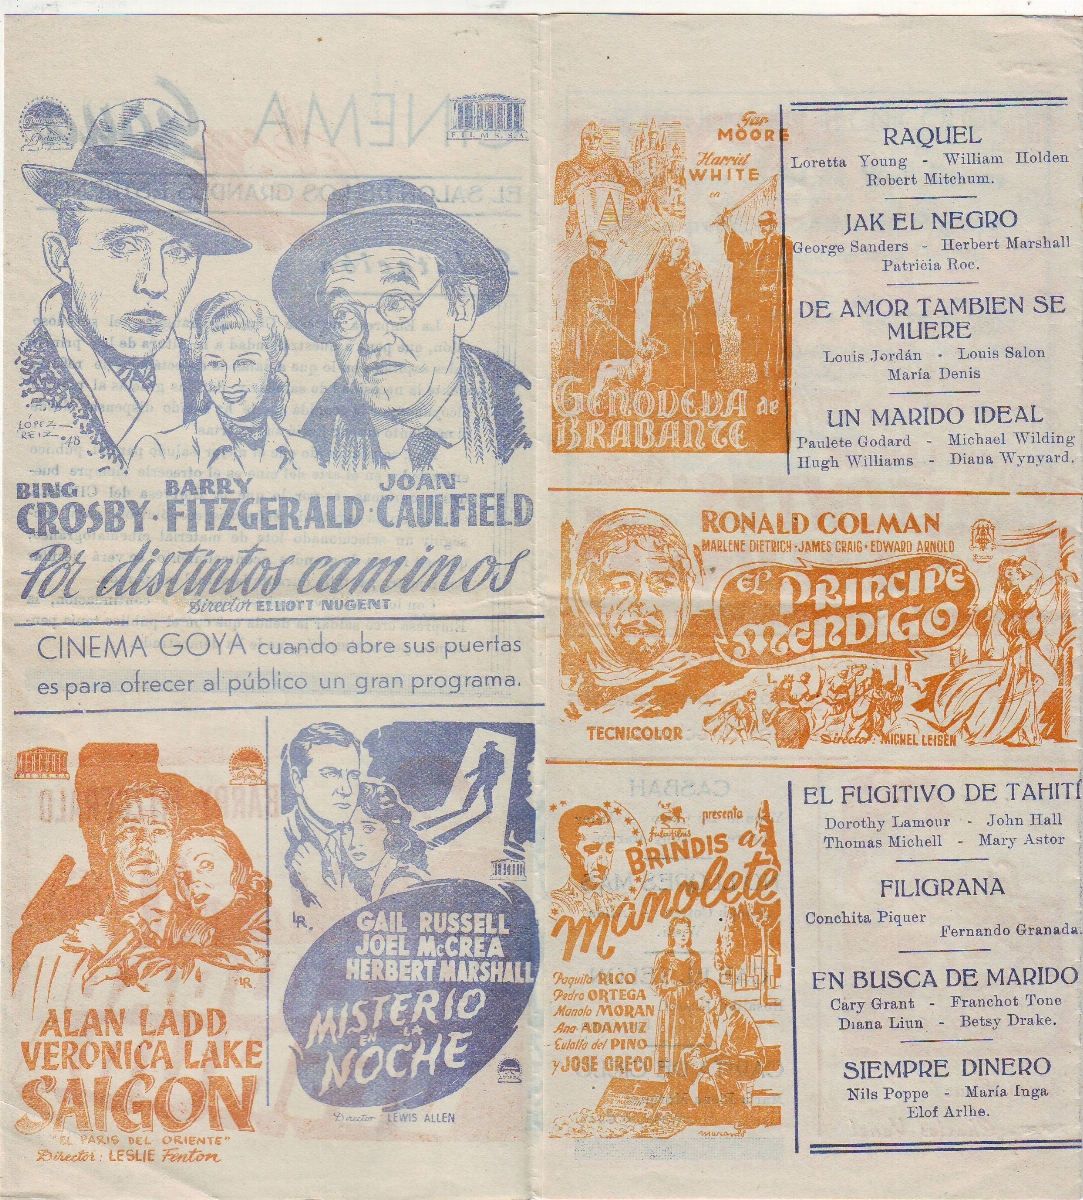 F.I.L.M.S.S.A.
LOPEZ-
REIZ.48
BING
CROSBY · BARRY
FITZGERALD · JOAN
CAULFIELD
Por distintos caminos
Director ELLIOTT NUGENT
CINEMA GOYA cuando abre sus puertas
es para ofrecer al público un gran programa.
ALAN LADD
VERONICA LAKE
SAIGON
"EL PARIS DEL ORIENTE"
Director: LESLIE Fenton
LR.
LR.
GAIL RUSSELL
JOEL McCREA
HERBERT MARSHALL
MISTERIO
EN LA
NOCHE
Director LEWIS ALLEN
Gar
MOORE
Harriet
WHITE
en
GENOVEVA de
BRABANTE
RAQUEL
Loretta Young - William Holden
Robert Mitchum.
JAK EL NEGRO
George Sanders - Herbert Marshall
Patricia Roc.
DE AMOR TAMBIEN SE
MUERE
Louis Jordán - Louis Salon
María Denis
UN MARIDO IDEAL
Paulete Godard - Michael Wilding
Hugh Williams - Diana Wynyard.
RONALD COLMAN
MARLENE DIETRICH · JAMES CRAIG · EDWARD ARNOLD
EL PRINCIPE
MENDIGO
TECNICOLOR
Director: MICHEL LEISEN
presenta
BRINDIS a
manolete
Paquita RICO
Pedro ORTEGA
Manolo MORAN
Ana ADAMUZ
Eulalia del PINO
y JOSE GRECO
EL FUGITIVO DE TAHITÍ
Dorothy Lamour - John Hall
Thomas Michell - Mary Astor
FILIGRANA
Conchita Piquer
Fernando Granada.
EN BUSCA DE MARIDO
Cary Grant - Franchot Tone
Diana Liun - Betsy Drake.
SIEMPRE DINERO
Nils Poppe - María Inga
Elof Arlhe.